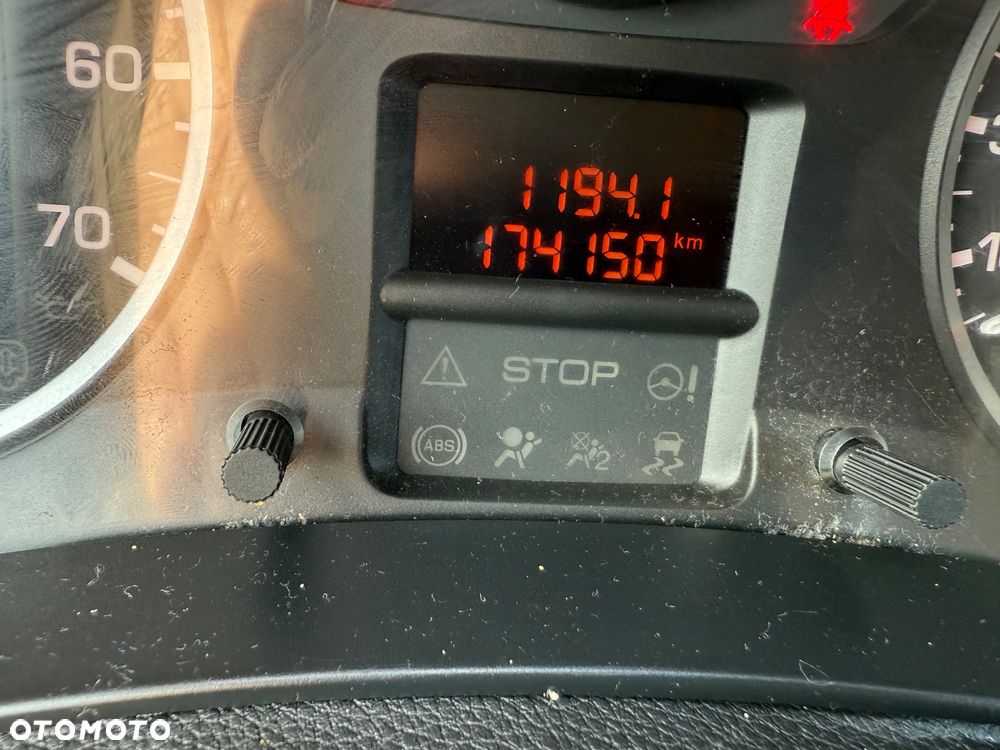 60
70
1194.1
174150 km
STOP
ABS
2
OTOMOTO